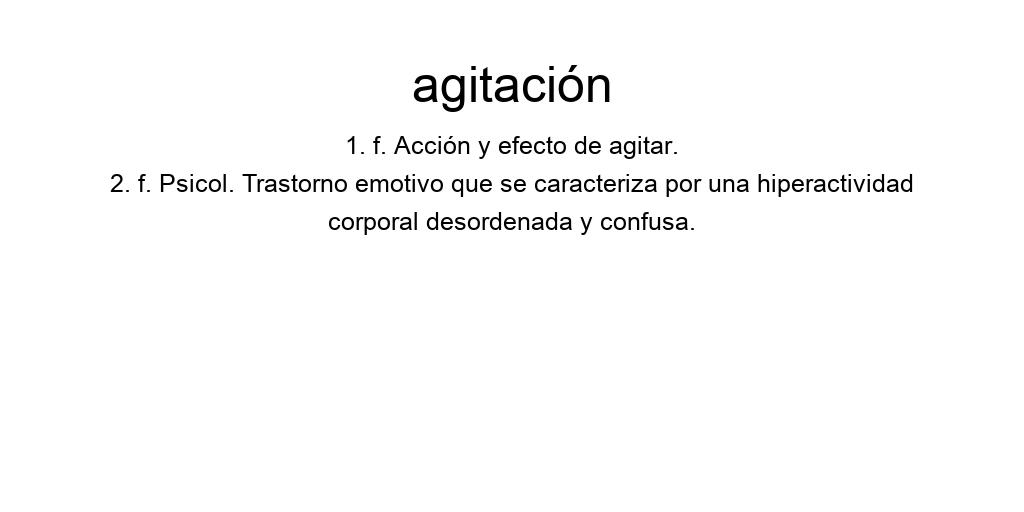 agitación
1. f. Acción y efecto de agitar.
2. f. Psicol. Trastorno emotivo que se caracteriza por una hiperactividad
corporal desordenada y confusa.